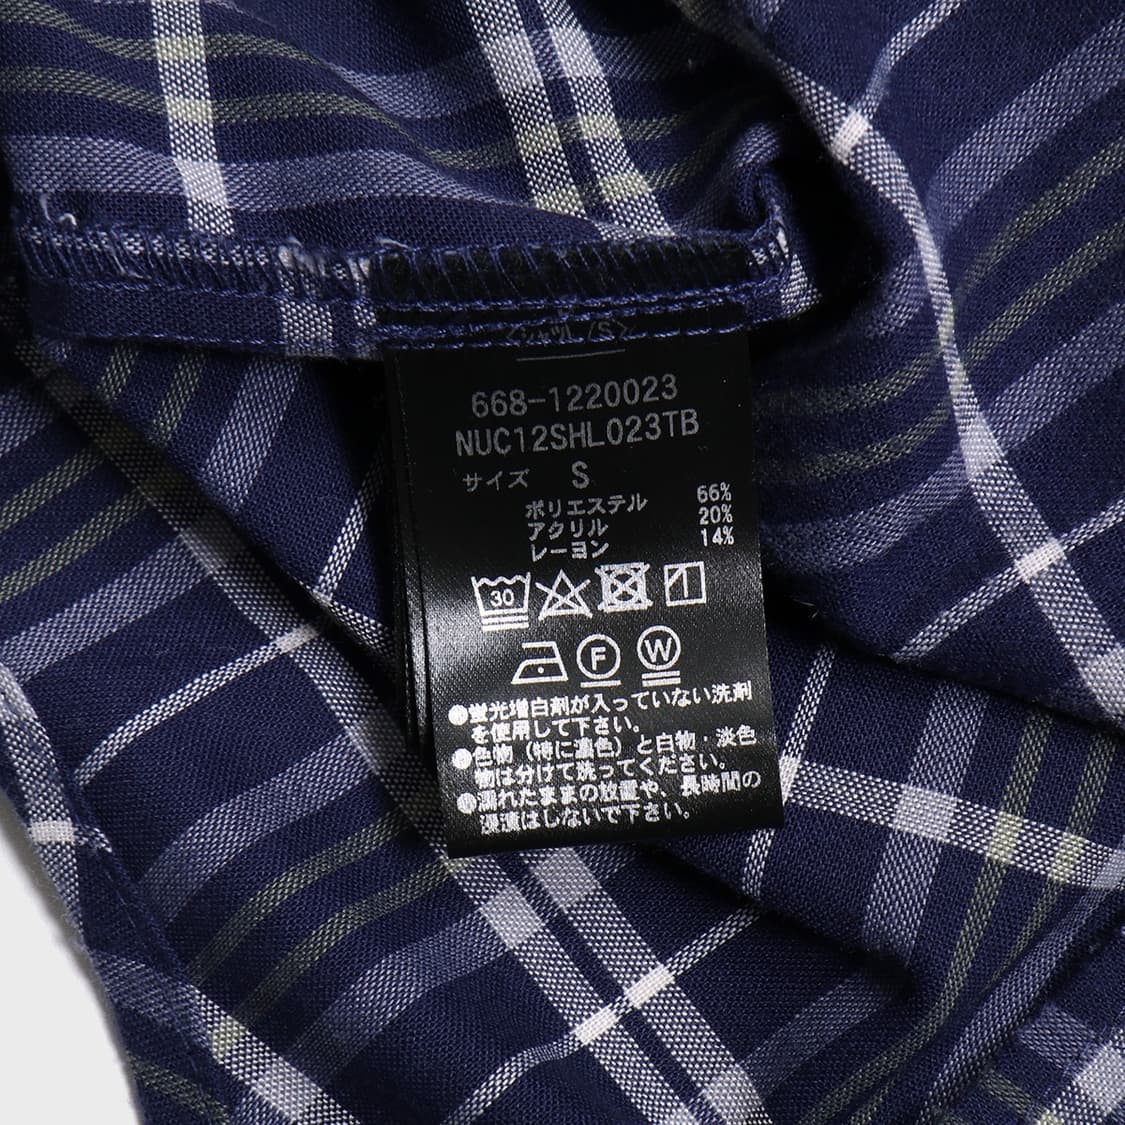 668-1220023
NUC12SHL023TB
サイズ S
ポリエステル 66%
アクリル 20%
レーヨン 14%
30
F W
蛍光増白剤が入っていない洗剤
を使用して下さい。
色物（特に濃色）と白物・淡色
物は分けて洗ってください。
濡れたままの放置や、長時間の
浸漬はしないで下さい。